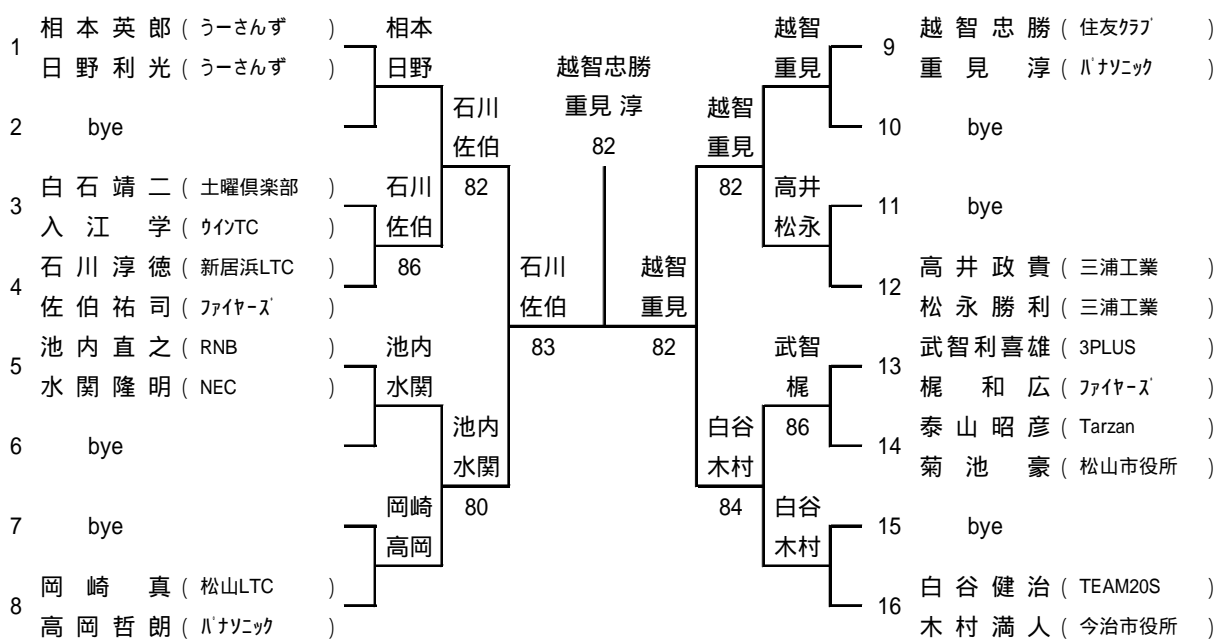 1 相本英郎 ( うーさんず )
日野利光 ( うーさんず )
2 bye
3 白石靖二 ( 土曜倶楽部 )
入江 学 ( ｳｲﾝTC )
4 石川淳徳 ( 新居浜LTC )
佐伯祐司 ( ﾌｧｲﾔｰｽﾞ )
5 池内直之 ( RNB )
水関隆明 ( NEC )
6 bye
7 bye
8 岡崎 真 ( 松山LTC )
高岡哲朗 ( ﾊﾟﾅｿﾆｯｸ )
相本
日野
石川
佐伯
86
池内
水関
岡崎
高岡
石川
佐伯
82
池内
水関
80
石川
佐伯
83
越智忠勝
重見 淳
82
越智
重見
82
越智
重見
82
白谷
木村
84
越智
重見
高井
松永
武智
梶
86
白谷
木村
9 越智忠勝 ( 住友ｸﾗﾌﾞ )
重見 淳 ( ﾊﾟﾅｿﾆｯｸ )
10 bye
11 bye
12 高井政貴 ( 三浦工業 )
松永勝利 ( 三浦工業 )
13 武智利喜雄 ( 3PLUS )
梶 和広 ( ﾌｧｲﾔｰｽﾞ )
14 泰山昭彦 ( Tarzan )
菊池 豪 ( 松山市役所 )
15 bye
16 白谷健治 ( TEAM20S )
木村満人 ( 今治市役所 )